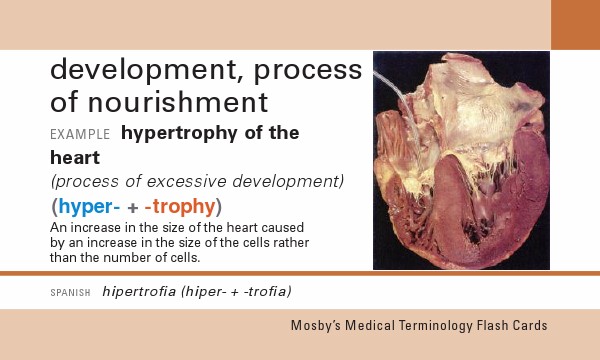 development, process
of nourishment
EXAMPLE hypertrophy of the
heart
(process of excessive development)
(hyper- + -trophy)
An increase in the size of the heart caused
by an increase in the size of the cells rather
than the number of cells.
SPANISH hipertrofia (hiper- + -trofia)
Mosby's Medical Terminology Flash Cards